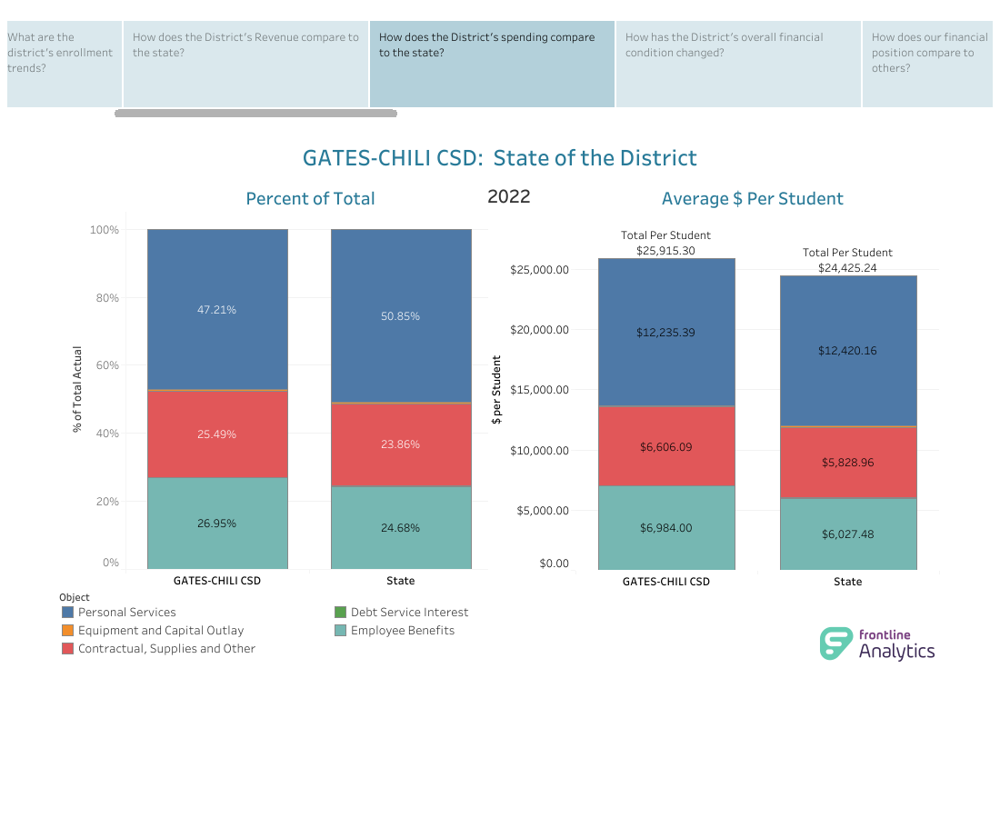 What are the
district's enrollment
trends?
How does the District's Revenue compare to
the state?
How does the District's spending compare
to the state?
How has the District's overall financial
condition changed?
How does our financial
position compare to
others?
GATES-CHILI CSD:  State of the District
Percent of Total
2022
Average $ Per Student
% of Total Actual
100%
80%
60%
40%
20%
0%
47.21%
25.49%
26.95%
50.85%
23.86%
24.68%
GATES-CHILI CSD
State
$ per Student
$25,000.00
$20,000.00
$15,000.00
$10,000.00
$5,000.00
$0.00
Total Per Student
$25,915.30
$12,235.39
$6,606.09
$6,984.00
Total Per Student
$24,425.24
$12,420.16
$5,828.96
$6,027.48
GATES-CHILI CSD
State
Object
Personal Services
Equipment and Capital Outlay
Contractual, Supplies and Other
Debt Service Interest
Employee Benefits
frontline
Analytics